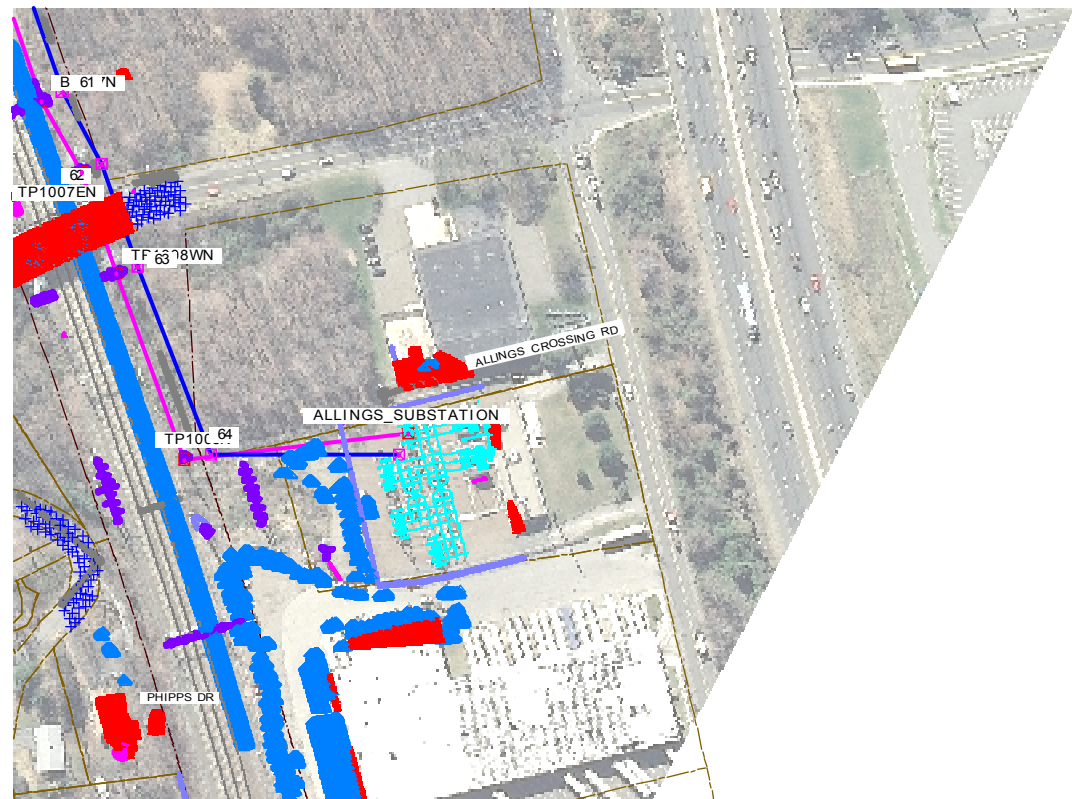 62
TP1007EN
63
ALLINGS CROSSING RD
ALLINGS_SUBSTATION
64
PHIPPS DR